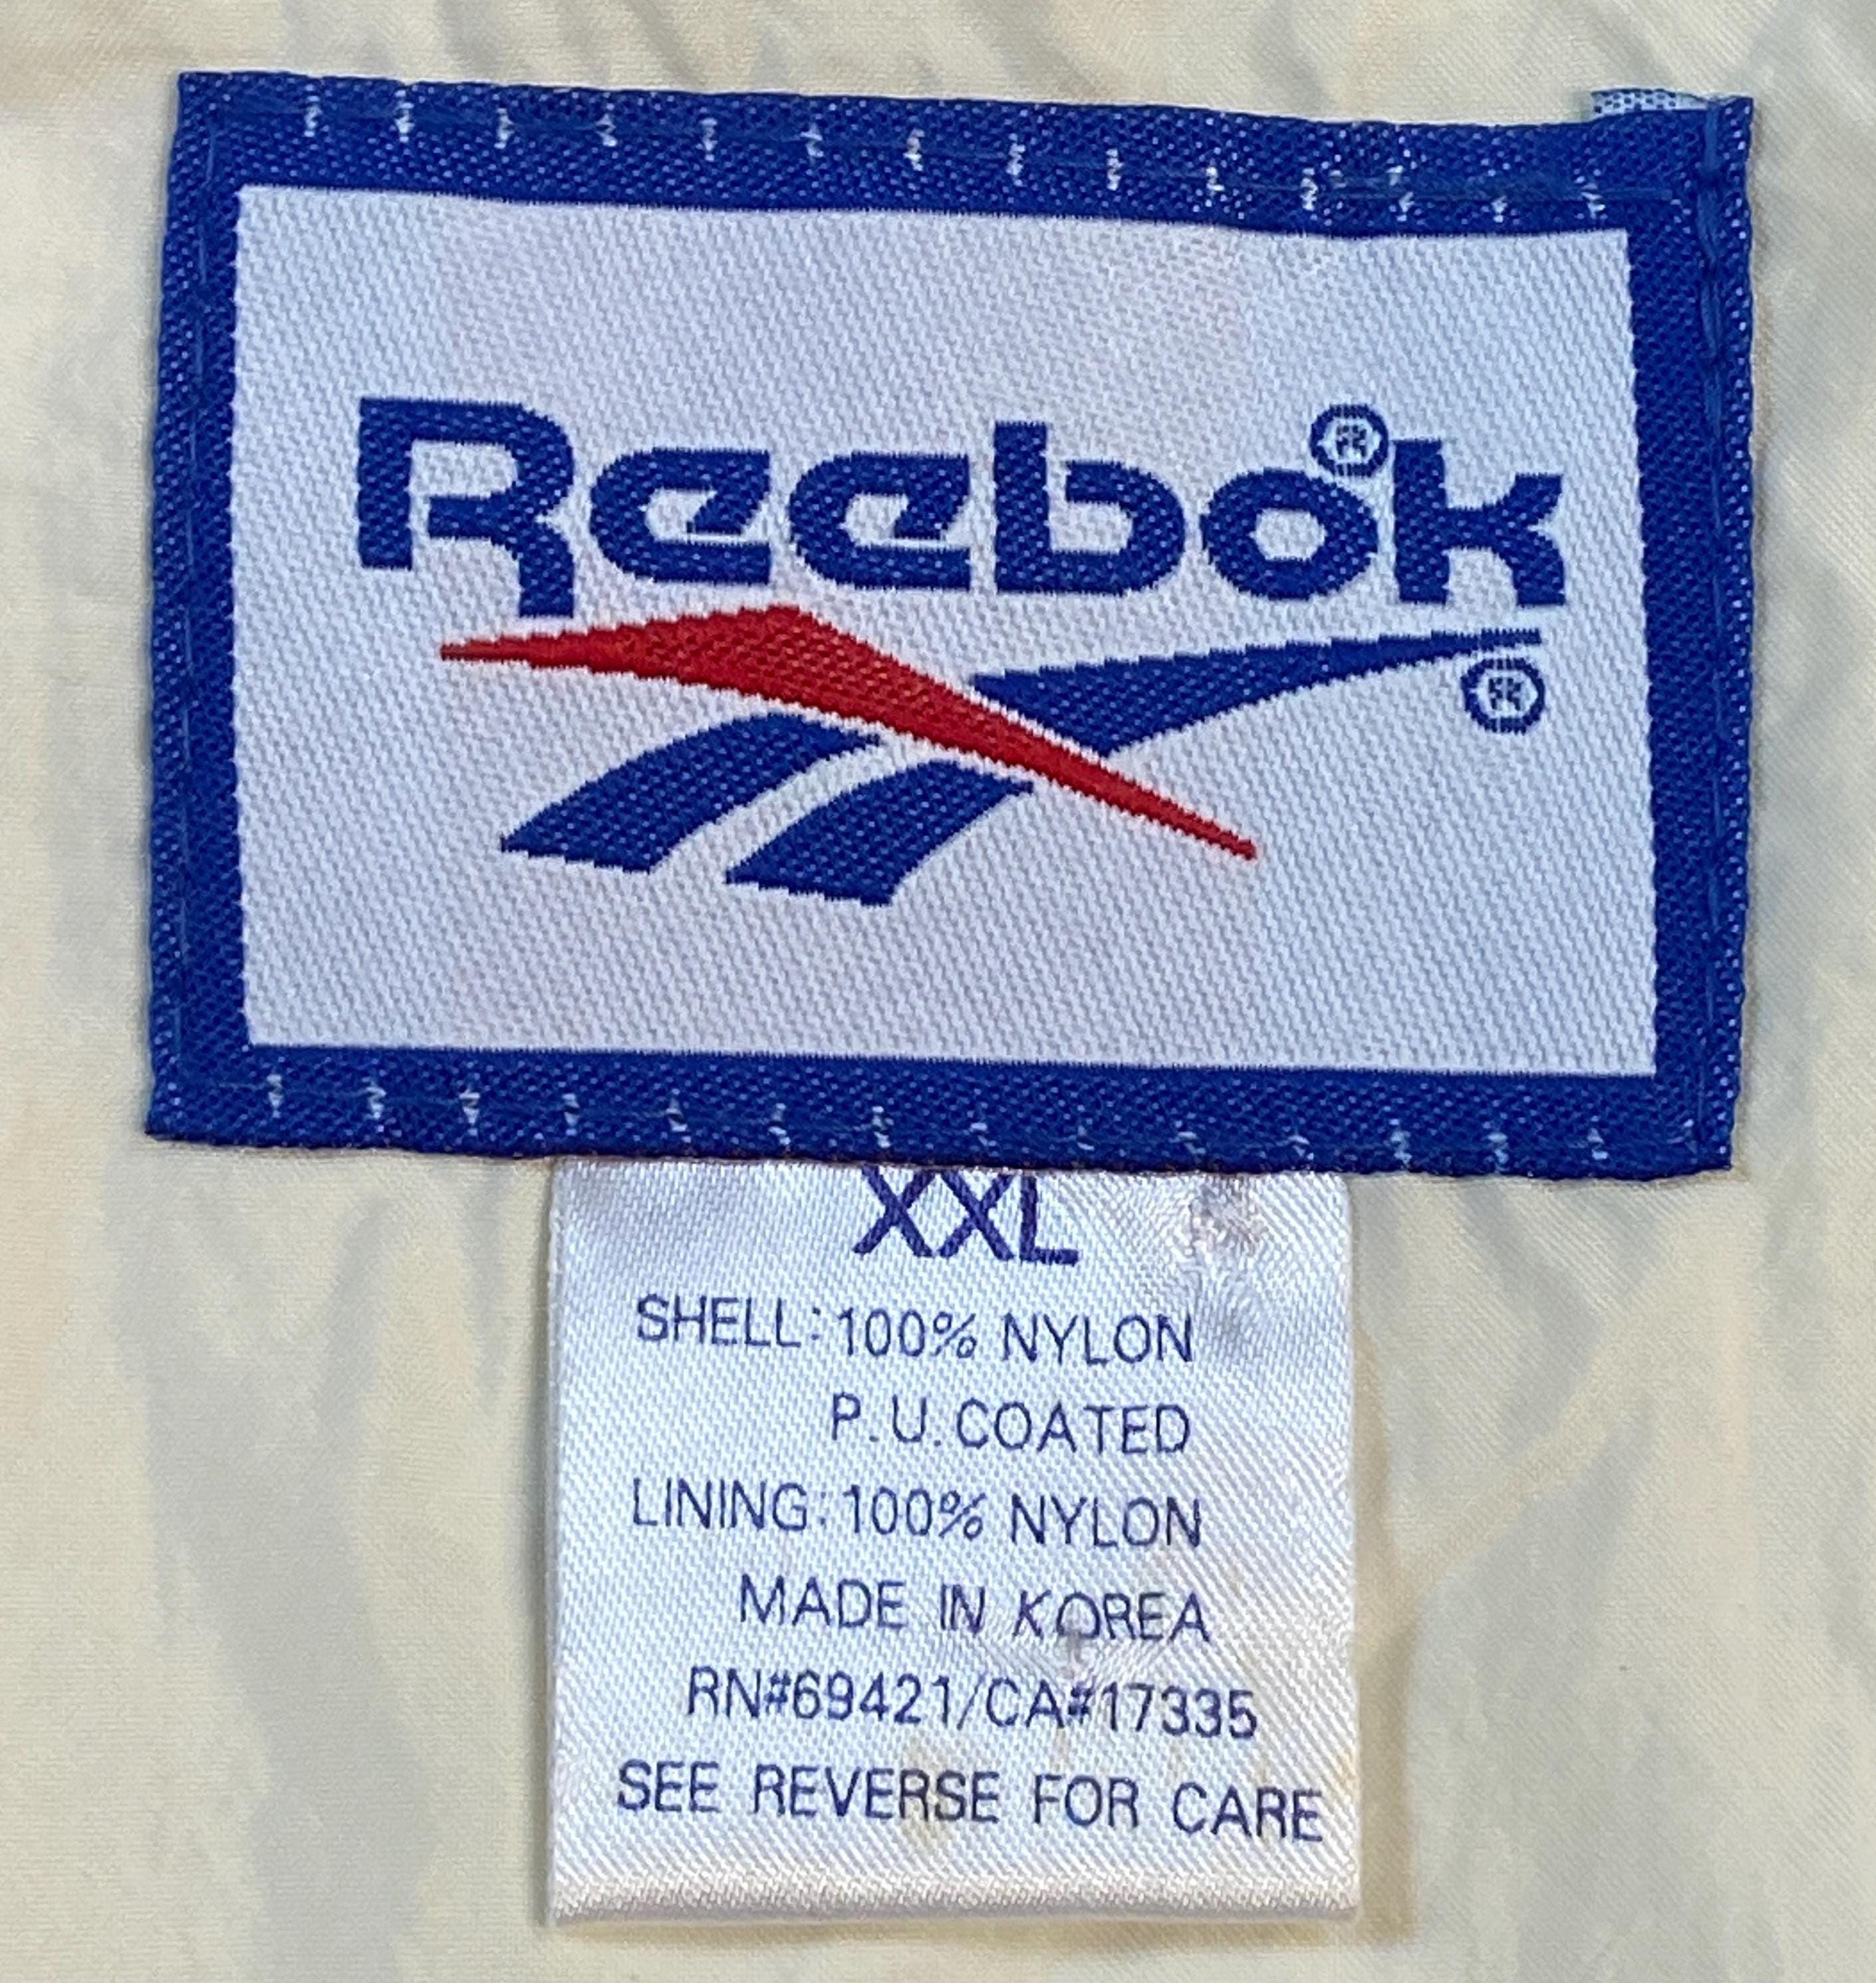 Reebok®
®
XXL
SHELL: 100% NYLON
P.U. COATED
LINING: 100% NYLON
MADE IN KOREA
RN#69421/CA#17335
SEE REVERSE FOR CARE